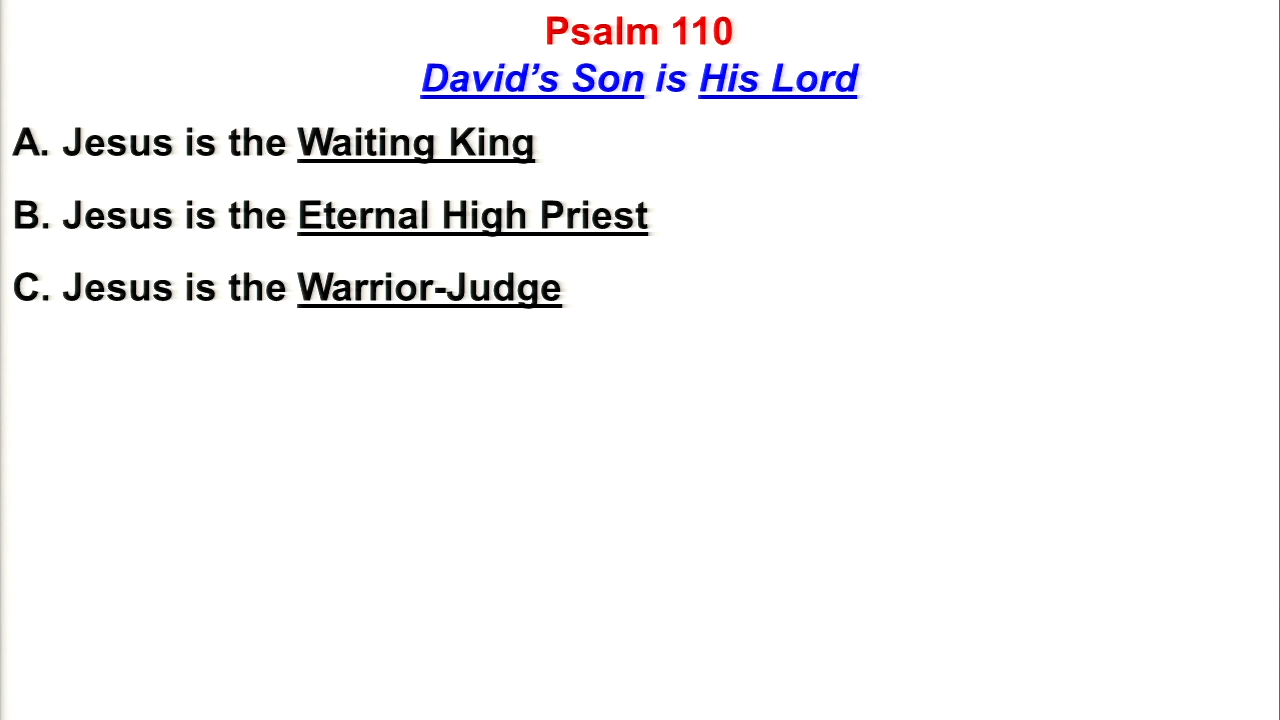 Psalm 110
David’s Son is His Lord
A. Jesus is the Waiting King
B. Jesus is the Eternal High Priest
C. Jesus is the Warrior-Judge